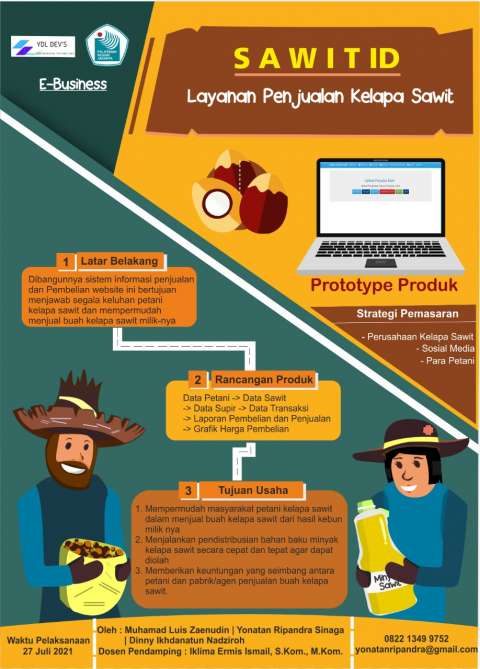 YDL DEV'S
POLITEKNIK
NEGERI
JAKARTA
E-Business
SAWIT ID
Layanan Penjualan Kelapa Sawit
Prototype Produk
Strategi Pemasaran
- Perusahaan Kelapa Sawit
- Sosial Media
- Para Petani
1 Latar Belakang
Dibangunnya sistem informasi penjualan
dan Pembelian website ini bertujuan
menjawab segala keluhan petani
kelapa sawit dan mempermudah
menjual buah kelapa sawit milik-nya
2 Rancangan Produk
Data Petani -> Data Sawit
-> Data Supir -> Data Transaksi
-> Laporan Pembelian dan Penjualan
-> Grafik Harga Pembelian
3 Tujuan Usaha
1. Mempermudah masyarakat petani kelapa sawit
dalam menjual buah kelapa sawit dari hasil kebun
milik nya
2. Menjalankan pendistribusian bahan baku minyak
kelapa sawit secara cepat dan tepat agar dapat
diolah
3. Memberikan keuntungan yang seimbang antara
petani dan pabrik/agen penjualan buah kelapa
sawit.
Minyak
Sawit
Waktu Pelaksanaan
27 Juli 2021
Oleh : Muhamad Luis Zaenudin | Yonatan Ripandra Sinaga
| Dinny Ikhdanatun Nadziroh
Dosen Pendamping : Iklima Ermis Ismail, S.Kom., M.Kom.
0822 1349 9752
yonatanripandra@gmail.com